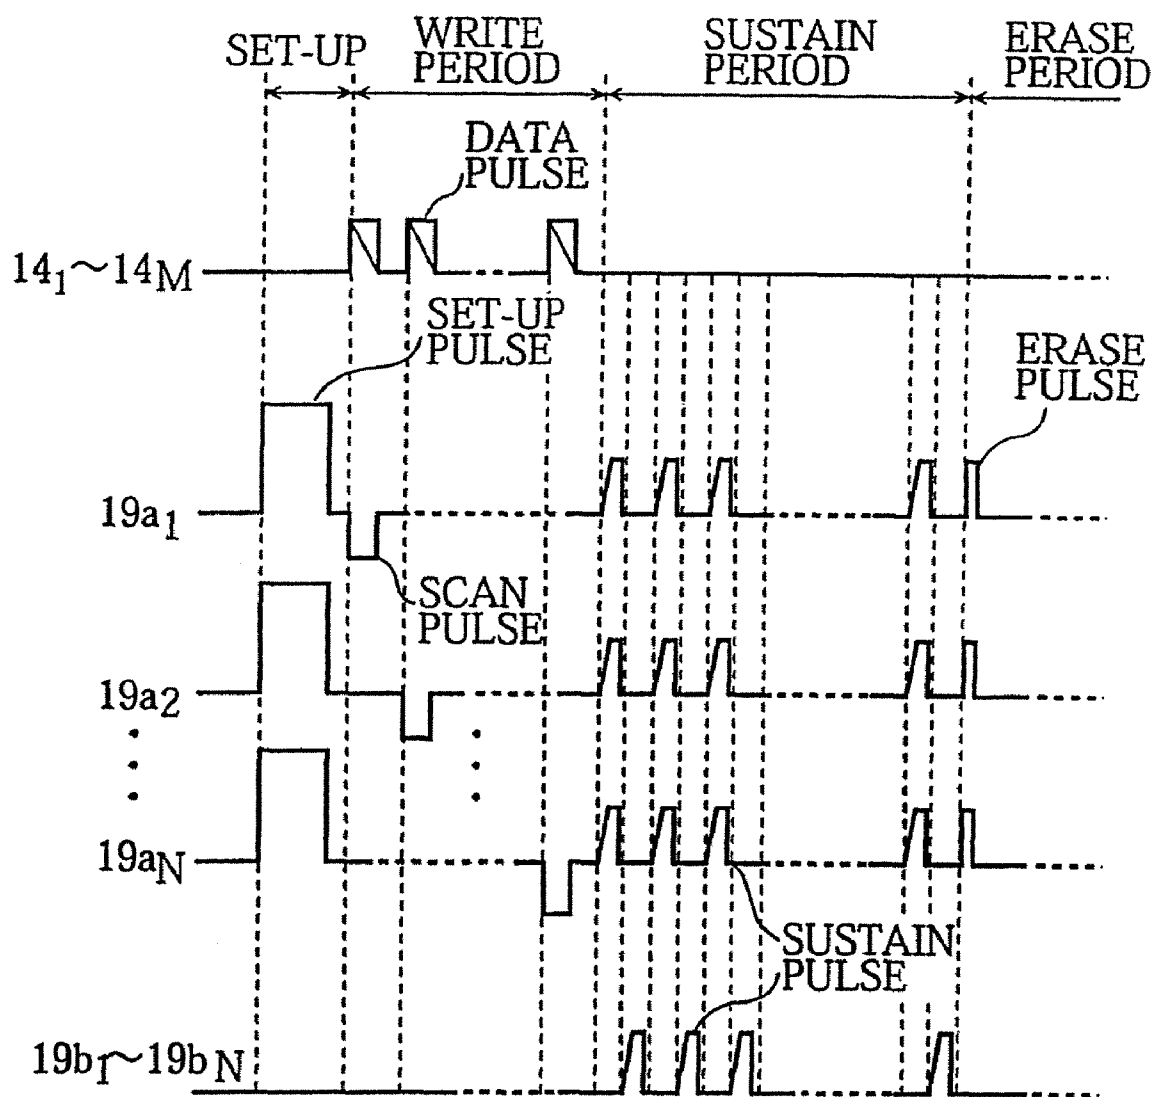 SET-UP
WRITE
PERIOD
SUSTAIN
PERIOD
ERASE
PERIOD
DATA
PULSE
14₁~14M
SET-UP
PULSE
ERASE
PULSE
19a₁
SCAN
PULSE
19a₂
19aN
SUSTAIN
PULSE
19b₁~19bN